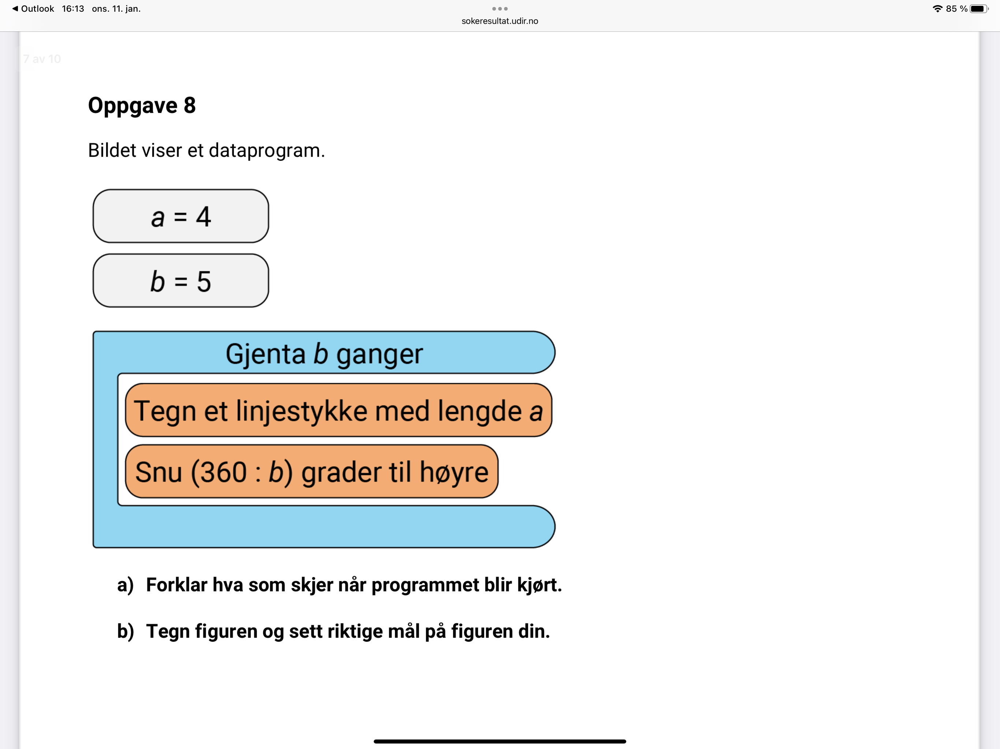 ◀ Outlook 16:13 ons. 11. jan.
85 %
sokeresultat.udir.no
7 av 10
Oppgave 8
Bildet viser et dataprogram.
a = 4
b = 5
Gjenta b ganger
Tegn et linjestykke med lengde a
Snu (360 : b) grader til høyre
a) Forklar hva som skjer når programmet blir kjørt.
b) Tegn figuren og sett riktige mål på figuren din.